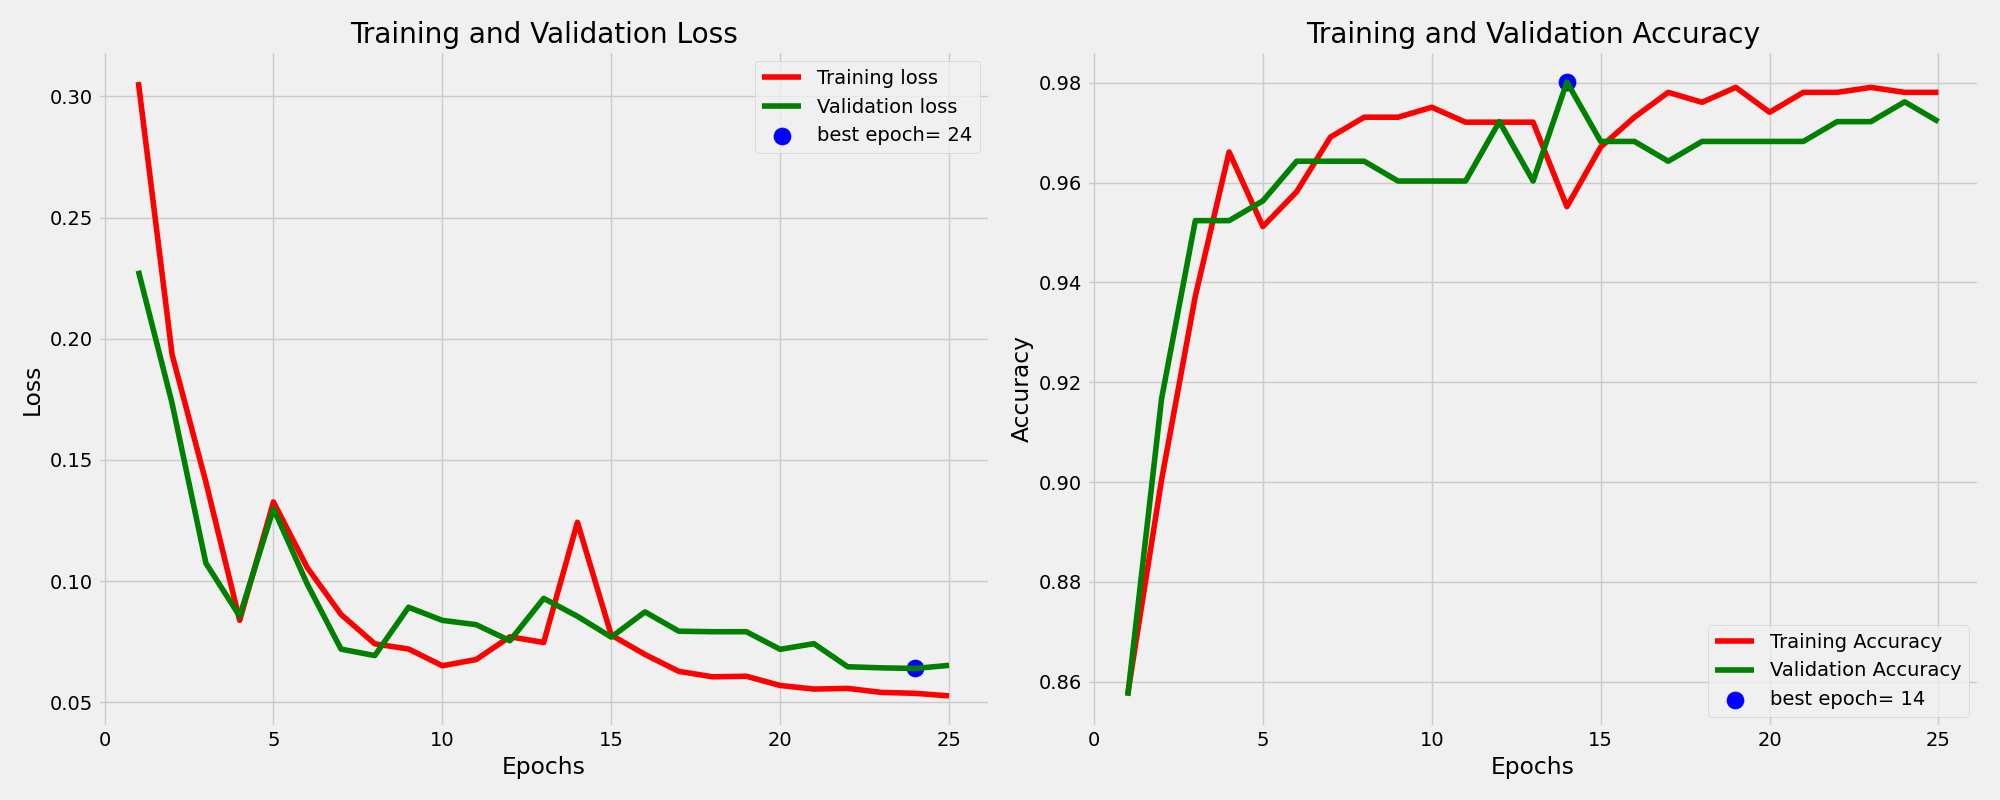 Training and Validation Loss
Training loss
Validation loss
best epoch= 24
0.30
0.25
0.20
0.15
0.10
0.05
Loss
0 5 10 15 20 25
Epochs
Training and Validation Accuracy
0.98
0.96
0.94
0.92
0.90
0.88
0.86
Accuracy
Training Accuracy
Validation Accuracy
best epoch= 14
0 5 10 15 20 25
Epochs